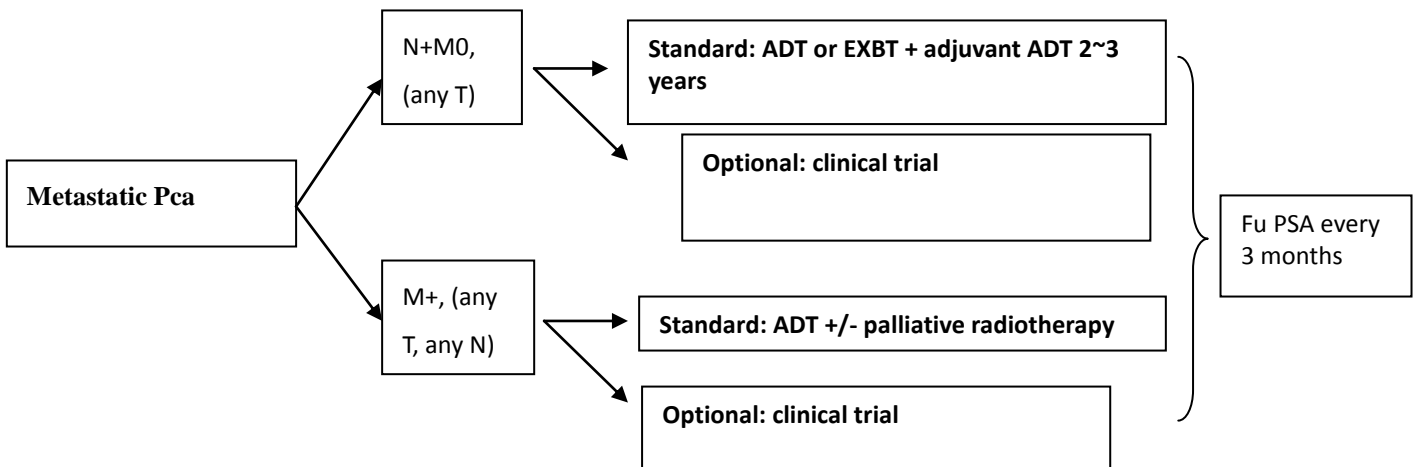 Metastatic Pca
N+M0,
(any T)
Standard: ADT or EXBT + adjuvant ADT 2~3
years
Optional: clinical trial
M+, (any
T, any N)
Standard: ADT +/- palliative radiotherapy
Optional: clinical trial
Fu PSA every
3 months